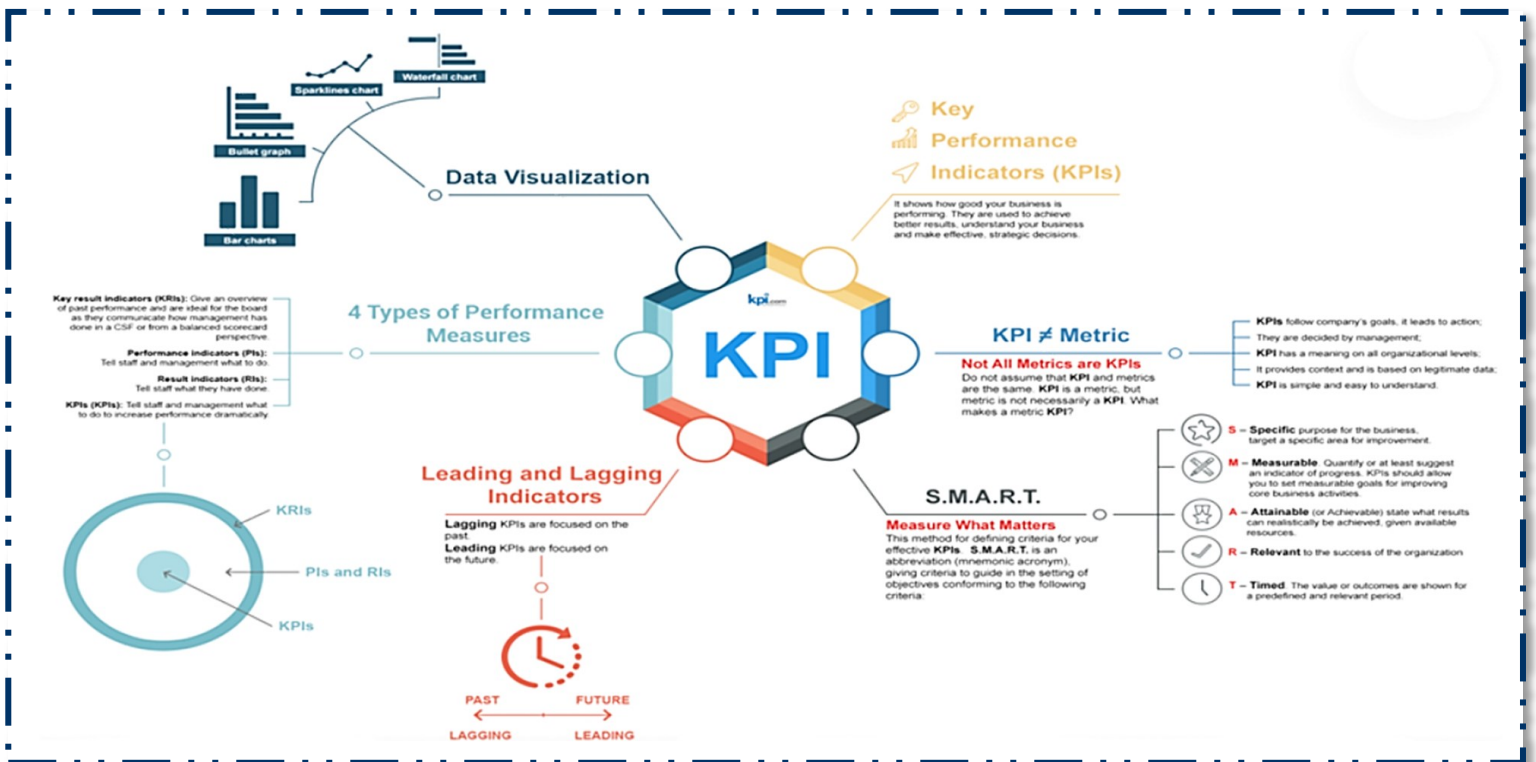 Waterfall chart
Sparklines chart
Bullet graph
Bar charts
Data Visualization
Key
Performance
Indicators (KPIs)
It shows how good your business is
performing. They are used to achieve
better results, understand your business
and make effective, strategic decisions.
4 Types of Performance
Measures
Key result indicators (KRIs): Give an overview
of past performance and are ideal for the board
as they communicate how management has
done in a CSF or from a balanced scorecard
perspective.
Performance indicators (PIs):
Tell staff and management what to do.
Result indicators (RIs):
Tell staff what they have done.
KPIs (KPIs): Tell staff and management what
to do to increase performance dramatically.
KRIs
PIs and RIs
KPIs
kpi.com
KPI
KPI ≠ Metric
Not All Metrics are KPIs
Do not assume that KPI and metrics
are the same. KPI is a metric, but
metric is not necessarily a KPI. What
makes a metric KPI?
KPIs follow company's goals, it leads to action;
They are decided by management;
KPI has a meaning on all organizational levels;
It provides context and is based on legitimate data;
KPI is simple and easy to understand.
Leading and Lagging
Indicators
Lagging KPIs are focused on the
past.
Leading KPIs are focused on
the future.
PAST FUTURE
LAGGING LEADING
S.M.A.R.T.
Measure What Matters
This method for defining criteria for your
effective KPIs. S.M.A.R.T. is an
abbreviation (mnemonic acronym),
giving criteria to guide in the setting of
objectives conforming to the following
criteria:
S – Specific purpose for the business,
target a specific area for improvement.
M – Measurable. Quantify or at least suggest
an indicator of progress. KPIs should allow
you to set measurable goals for improving
core business activities.
A – Attainable (or Achievable) state what results
can realistically be achieved, given available
resources.
R – Relevant to the success of the organization
T – Timed. The value or outcomes are shown for
a predefined and relevant period.